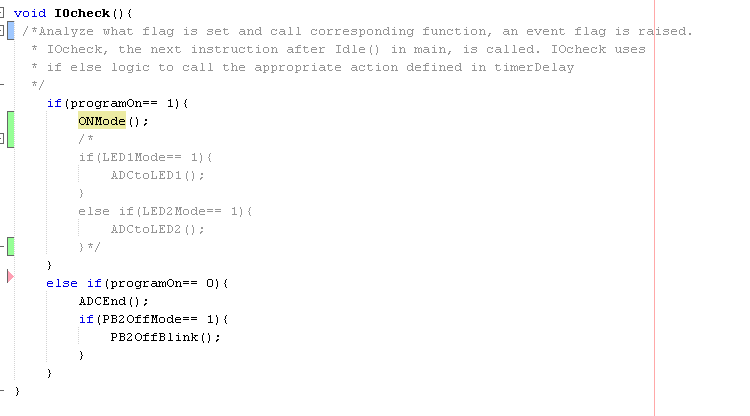 void IOcheck(){
/*Analyze what flag is set and call corresponding function, an event flag is raised.
* IOcheck, the next instruction after Idle() in main, is called. IOcheck uses
* if else logic to call the appropriate action defined in timerDelay
*/
if(programOn== 1){
ONMode();
/*
if(LED1Mode== 1){
ADCtoLED1();
}
else if(LED2Mode== 1){
ADCtoLED2();
}*/
}
else if(programOn== 0){
ADCEnd();
if(PB2OffMode== 1){
PB2OffBlink();
}
}
}